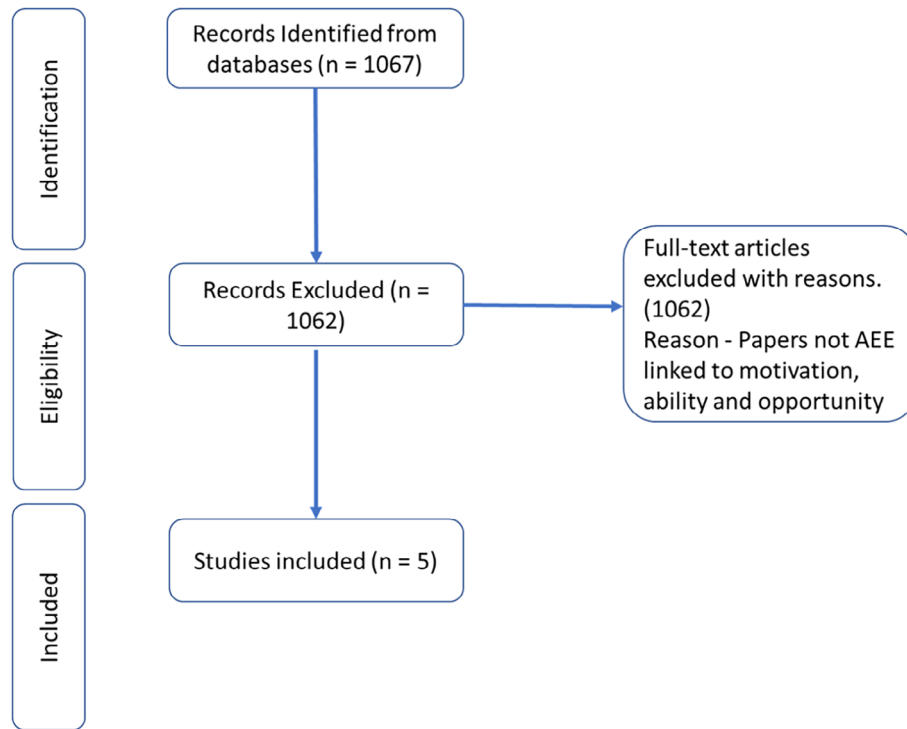 Identification
Records Identified from
databases (n = 1067)
Eligibility
Records Excluded (n =
1062)
Full-text articles
excluded with reasons.
(1062)
Reason - Papers not AEE
linked to motivation,
ability and opportunity
Included
Studies included (n = 5)